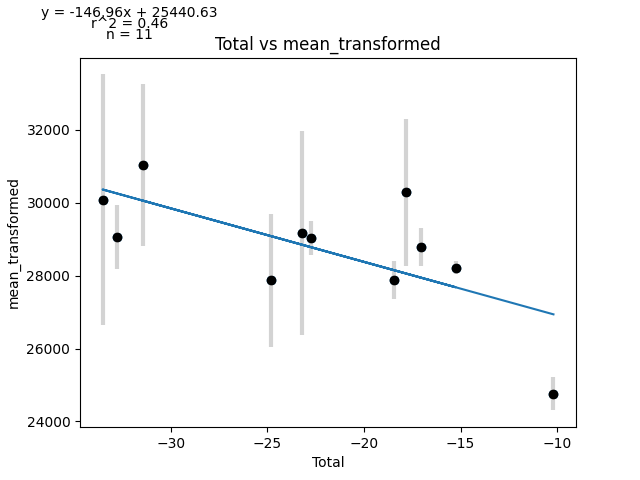 y = -146.96x + 25440.63
r^2 = 0.46
n = 11
Total vs mean_transformed
mean_transformed
32000
30000
28000
26000
24000
−30
−25
−20
−15
−10
Total